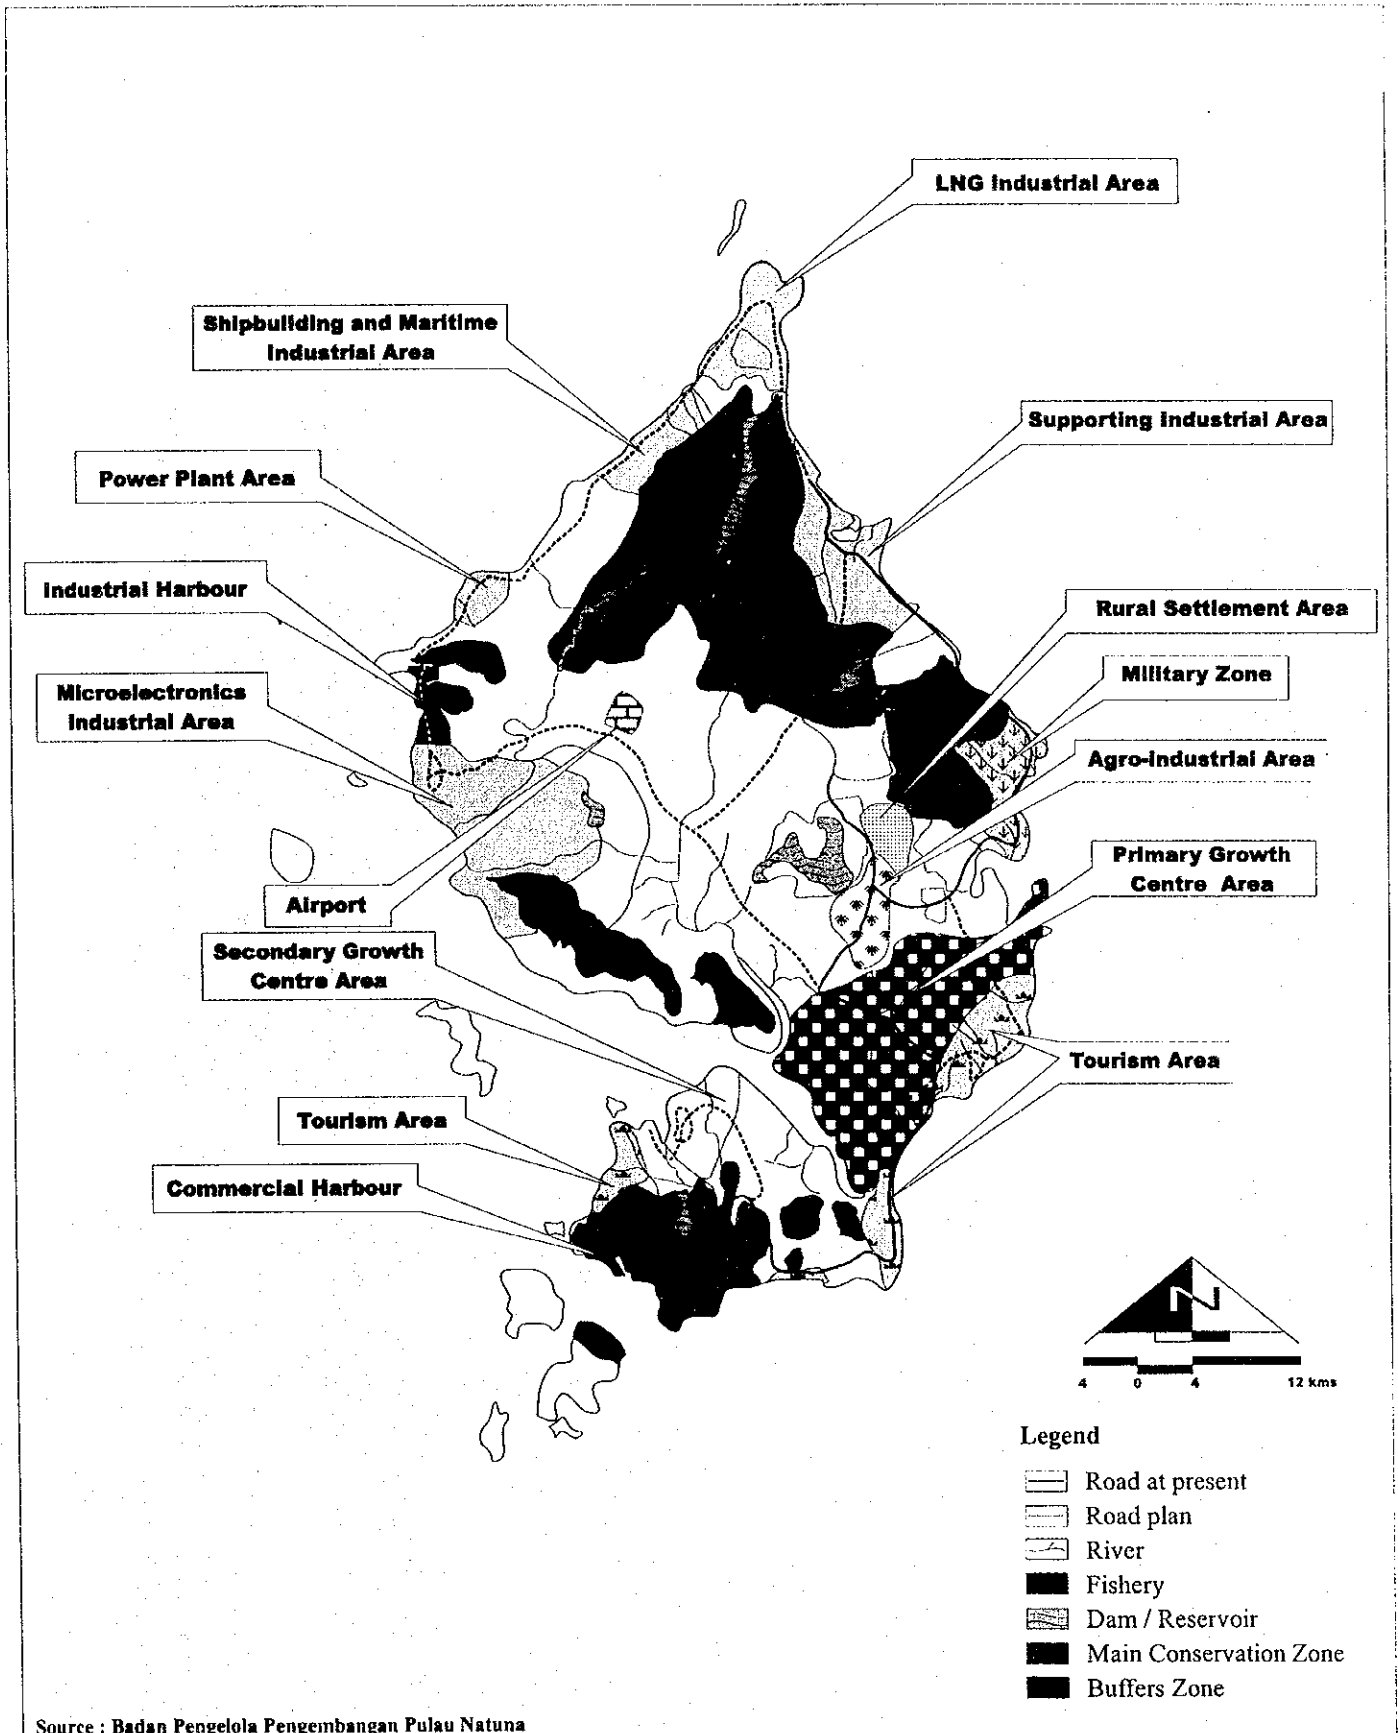 LNG Industrial Area
Shipbuilding and Maritime
Industrial Area
Supporting Industrial Area
Power Plant Area
Industrial Harbour
Rural Settlement Area
Military Zone
Microelectronics
Industrial Area
Agro-Industrial Area
Primary Growth
Centre Area
Airport
Secondary Growth
Centre Area
Tourism Area
Tourism Area
Commercial Harbour
N
4 0 4 12 kms
Legend
Road at present
Road plan
River
Fishery
Dam / Reservoir
Main Conservation Zone
Buffers Zone
Source : Badan Pengelola Pengembangan Pulau Natuna